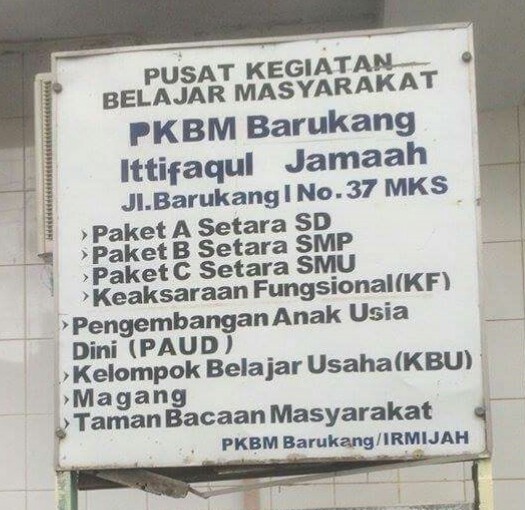 PUSAT KEGIATAN
BELAJAR MASYARAKAT
PKBM Barukang
Ittifaqul Jamaah
Jl.Barukang I No.37 MKS
›Paket A Setara SD
›Paket B Setara SMP
›Paket C Setara SMU
›Keaksaraan Fungsional(KF)
›Pengembangan Anak Usia
Dini (PAUD)
›Kelompok Belajar Usaha(KBU)
›Magang
›Taman Bacaan Masyarakat
PKBM Barukang/IRMIJAH